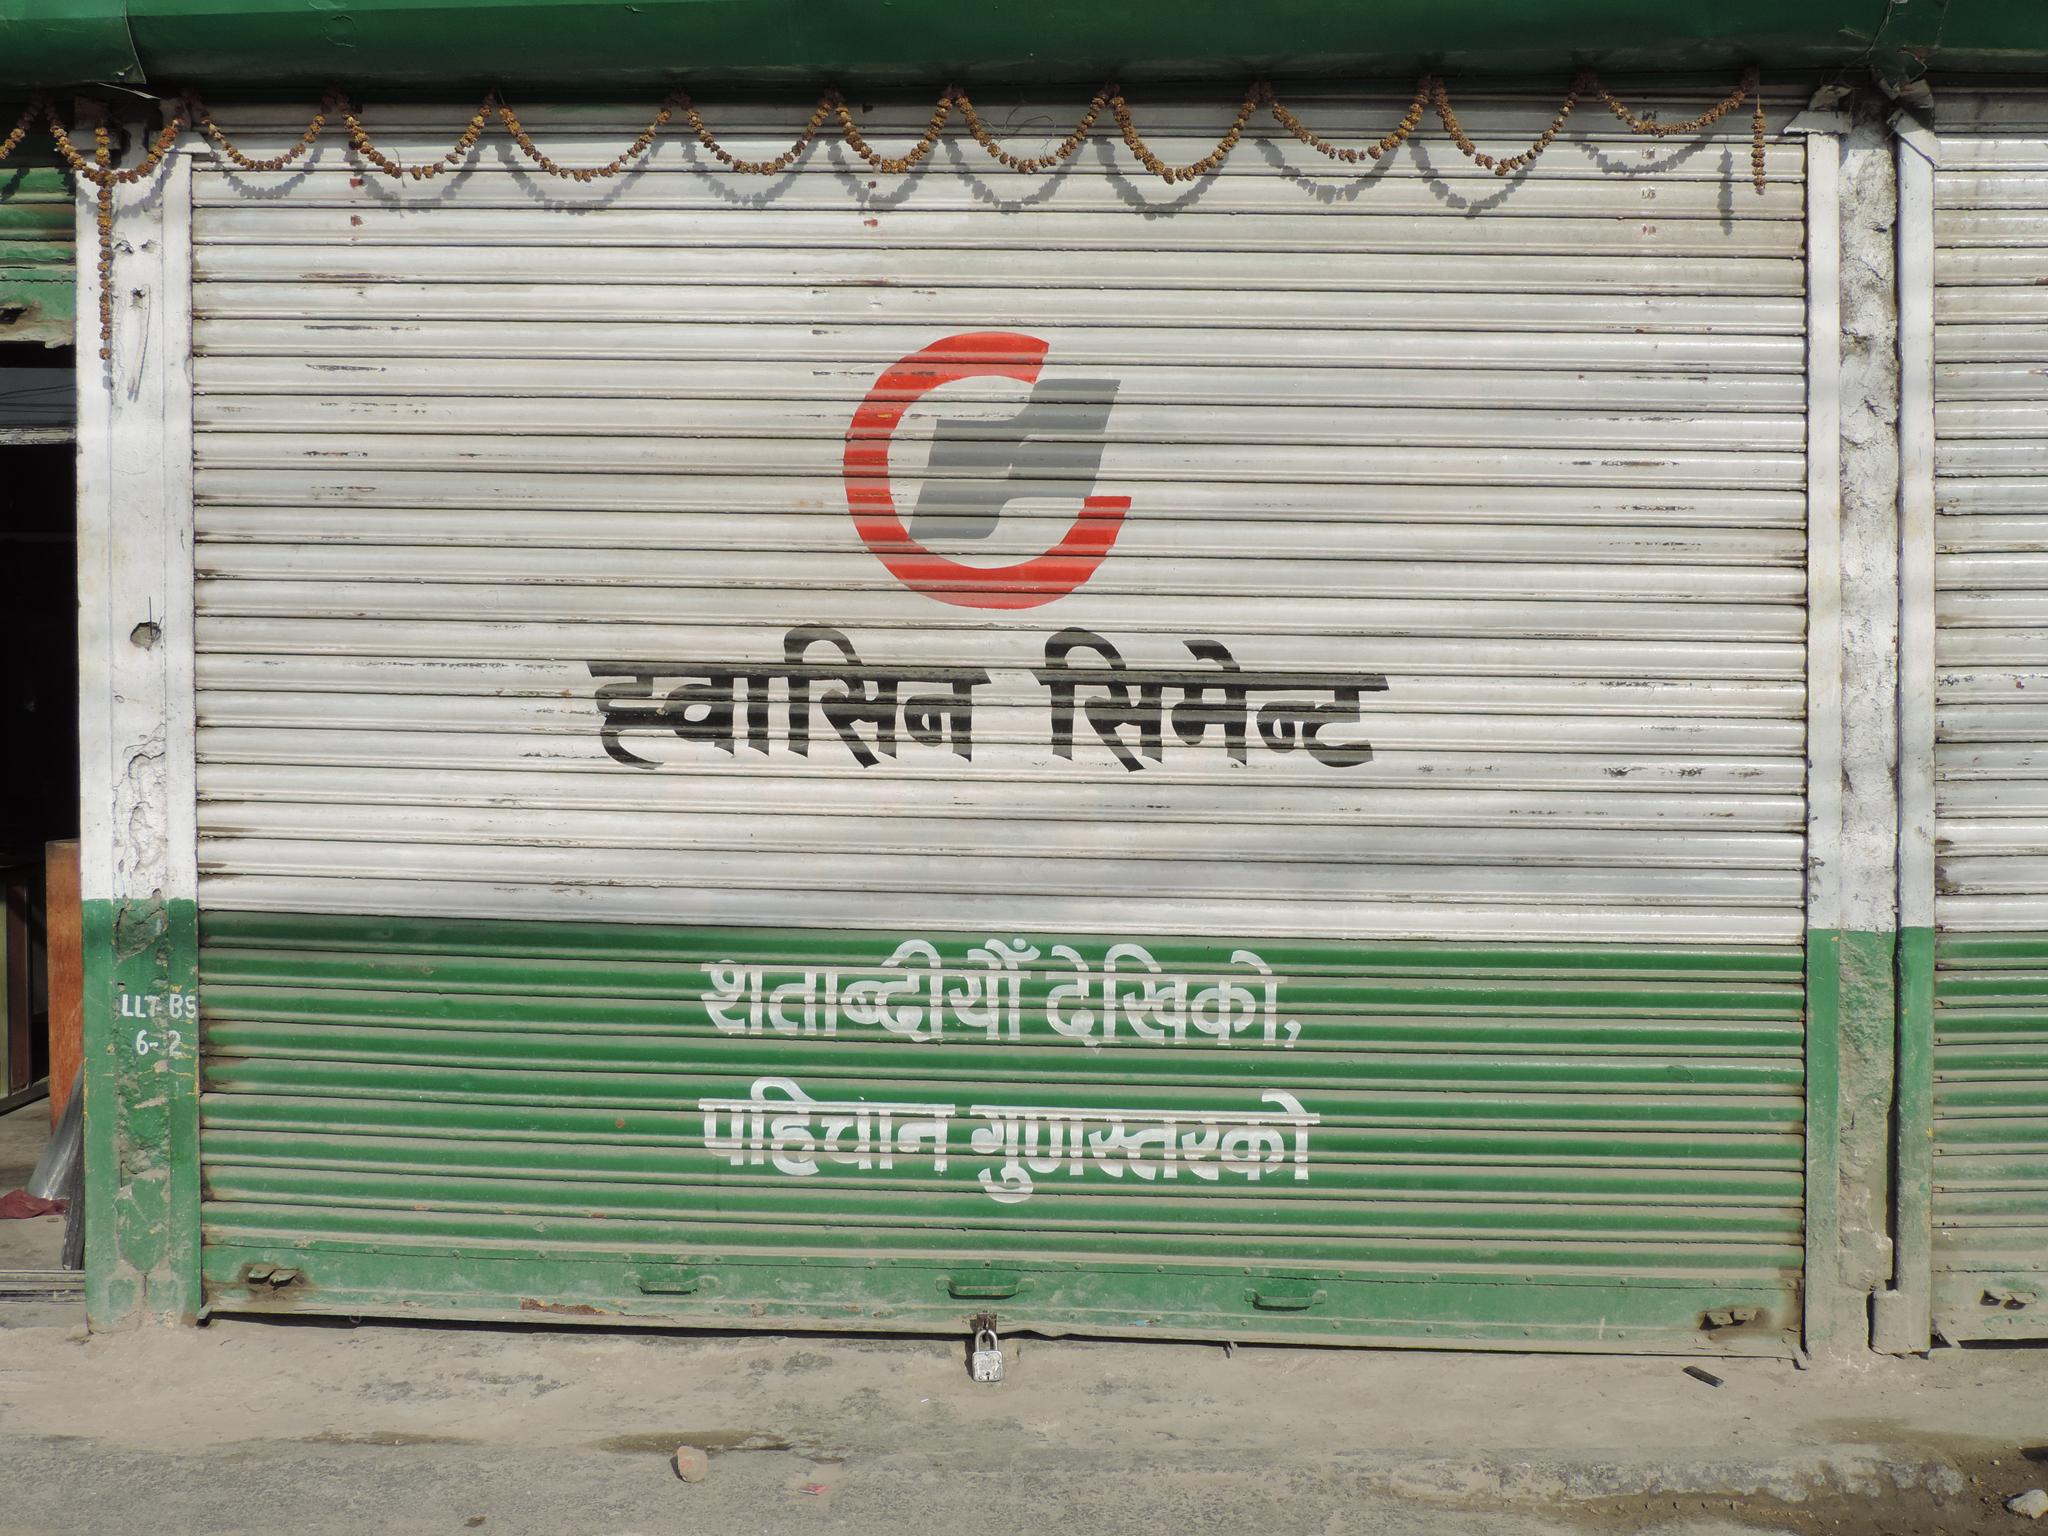 ह्वासिन सिमेन्ट
शताब्दीयौँ देखिको,
पहिचान गुणस्तरको
LLT-BS
6-2